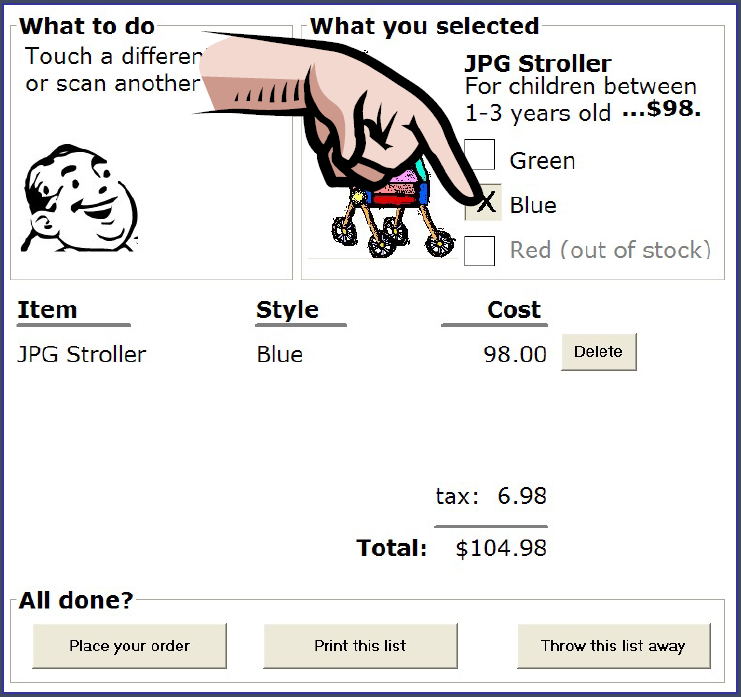 What to do
Touch a differen
or scan another
What you selected
JPG Stroller
For children between
1-3 years old ...$98.
Green
X Blue
Red (out of stock)
Item Style Cost
JPG Stroller Blue 98.00 Delete
tax: 6.98
Total: $104.98
All done?
Place your order Print this list Throw this list away